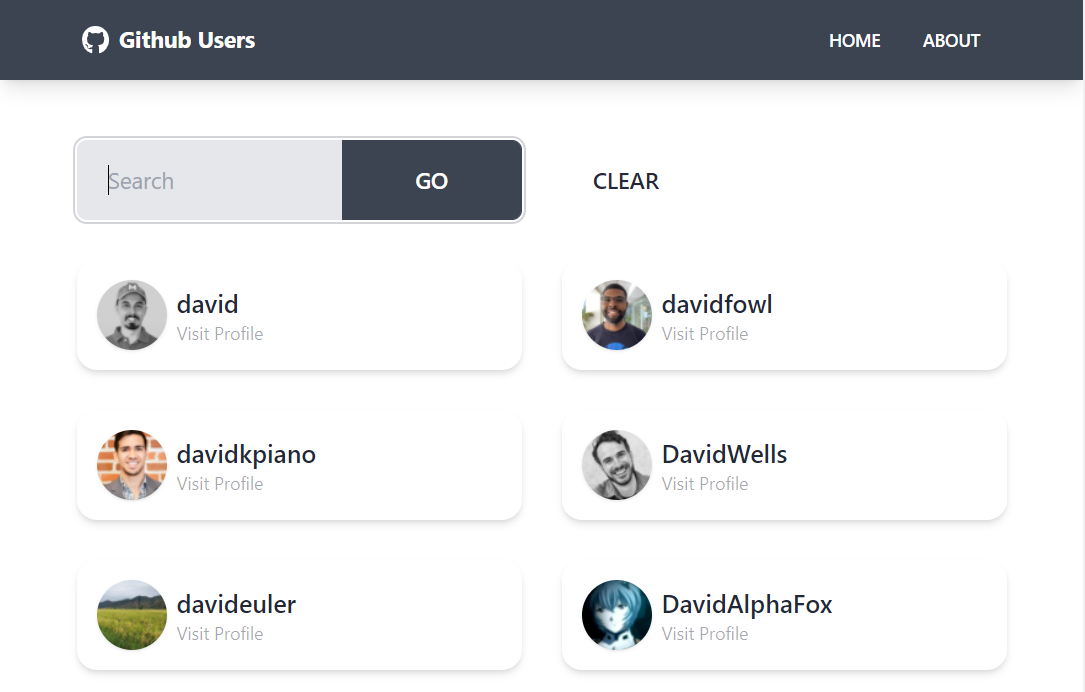 Github Users
HOME
ABOUT
Search
GO
CLEAR
david
Visit Profile
davidfowl
Visit Profile
davidkpiano
Visit Profile
DavidWells
Visit Profile
davideuler
Visit Profile
DavidAlphaFox
Visit Profile